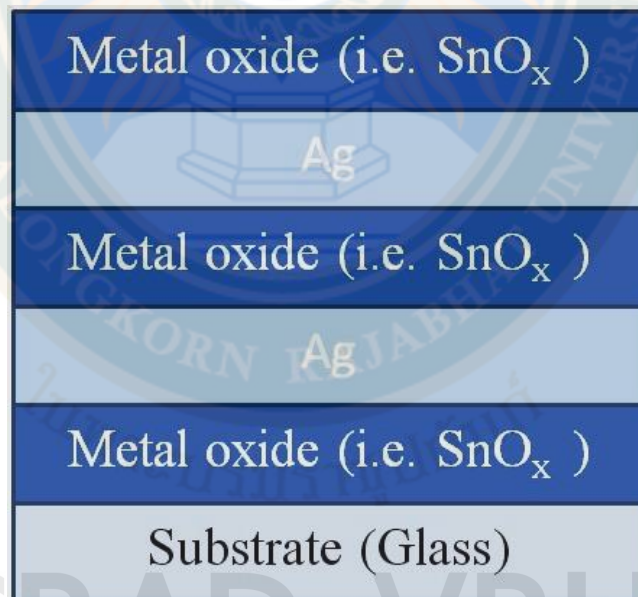 Metal oxide (i.e. SnOₓ )
Ag
Metal oxide (i.e. SnOₓ )
Ag
Metal oxide (i.e. SnOₓ )
Substrate (Glass)